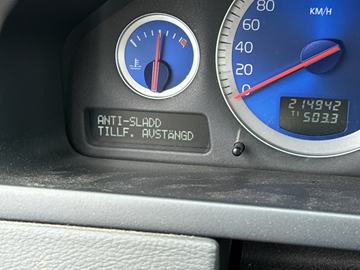 80
KM/H
60
40
20
0
214942
T1 503.3
ANTI-SLADD
TILLF. AVSTÄNGD